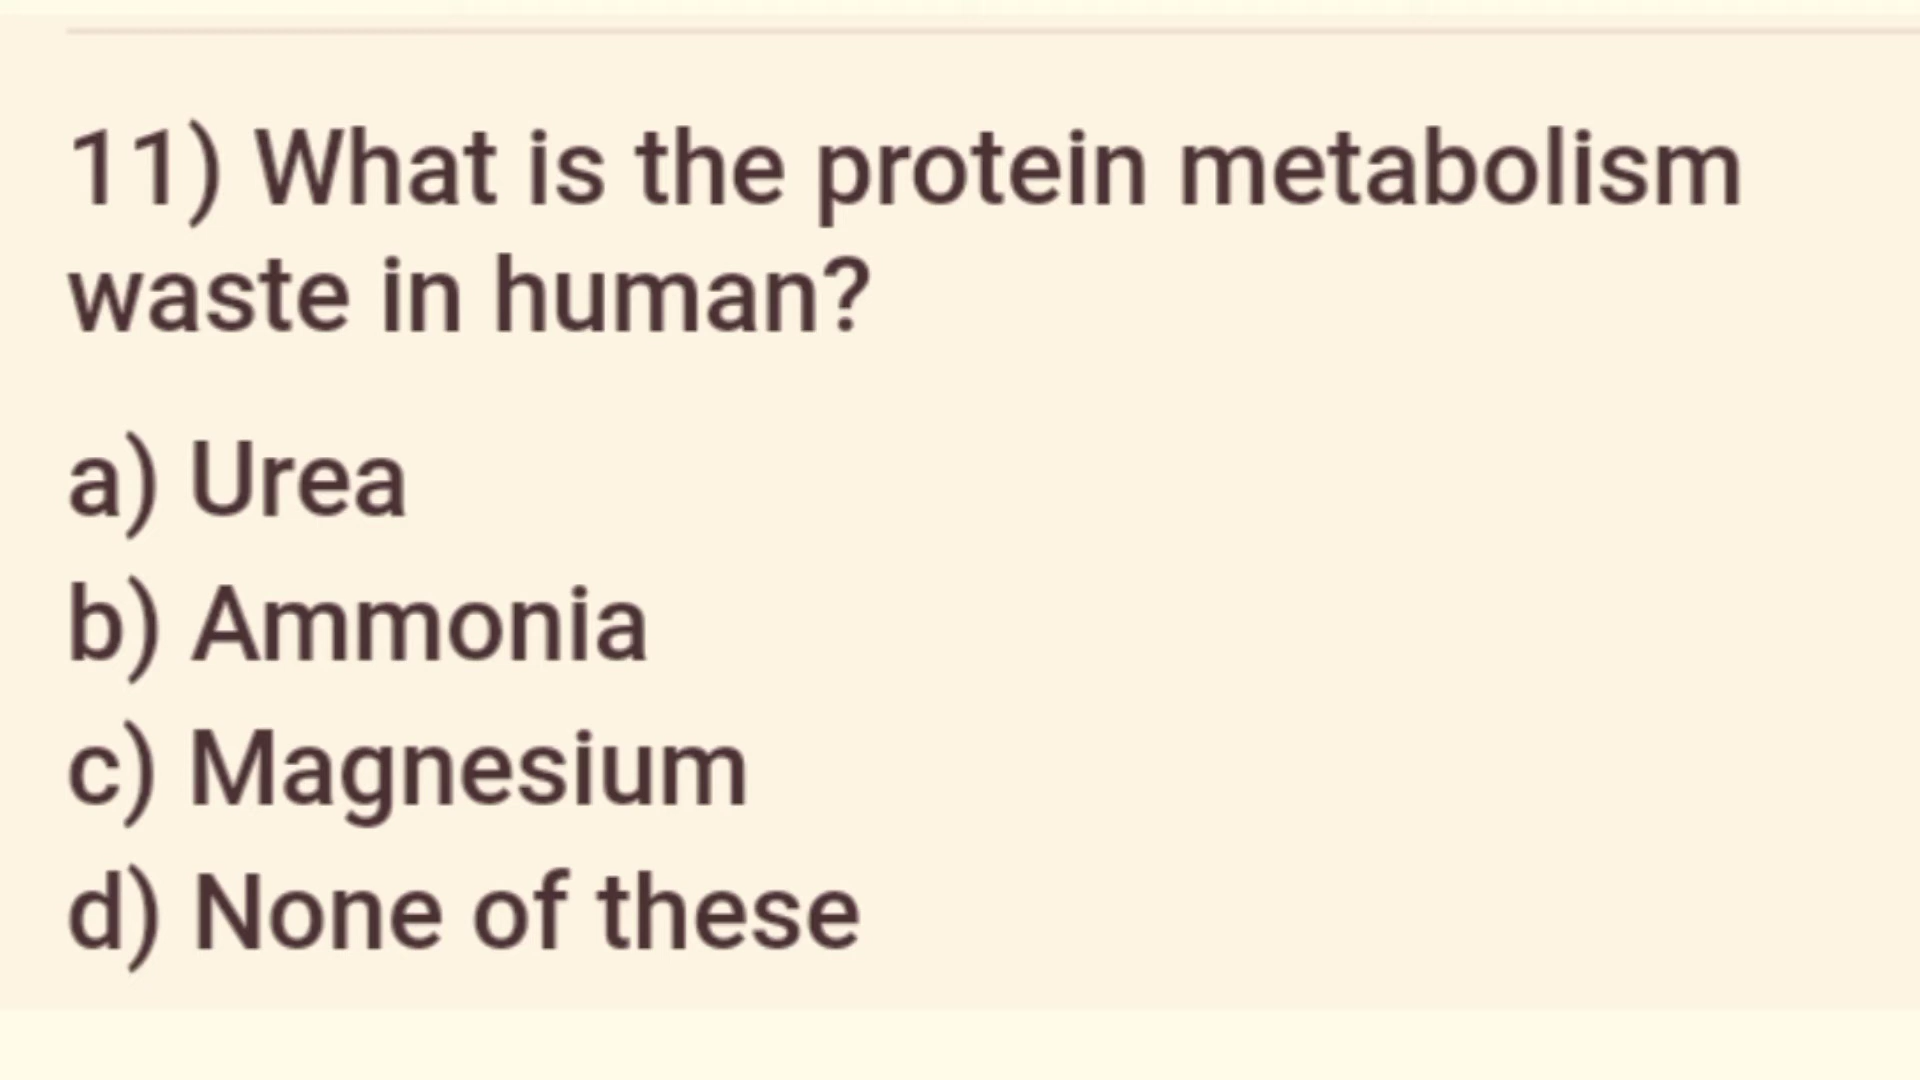 11) What is the protein metabolism
waste in human?
a) Urea
b) Ammonia
c) Magnesium
d) None of these